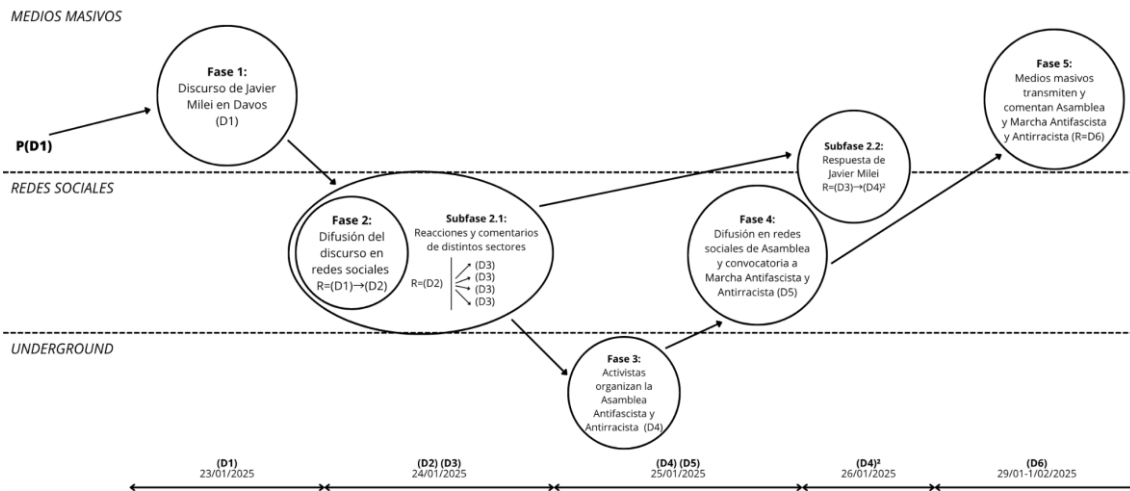 MEDIOS MASIVOS
P(D1)
Fase 1:
Discurso de Javier
Milei en Davos
(D1)
Fase 5:
Medios masivos
transmiten y
comentan Asamblea
y Marcha Antifascista
y Antirracista (R=D6)
Subfase 2.2:
Respuesta de
Javier Milei
R=(D3)→(D4)²
REDES SOCIALES
Fase 2:
Difusión del
discurso en
redes sociales
R=(D1)→(D2)
Subfase 2.1:
Reacciones y comentarios
de distintos sectores
R=(D2)
(D3)
(D3)
(D3)
(D3)
Fase 4:
Difusión en redes
sociales de Asamblea
y convocatoria a
Marcha Antifascista y
Antirracista (D5)
UNDERGROUND
Fase 3:
Activistas
organizan la
Asamblea
Antifascista y
Antirracista (D4)
(D1)
23/01/2025
(D2) (D3)
24/01/2025
(D4) (D5)
25/01/2025
(D4)²
26/01/2025
(D6)
29/01-1/02/2025